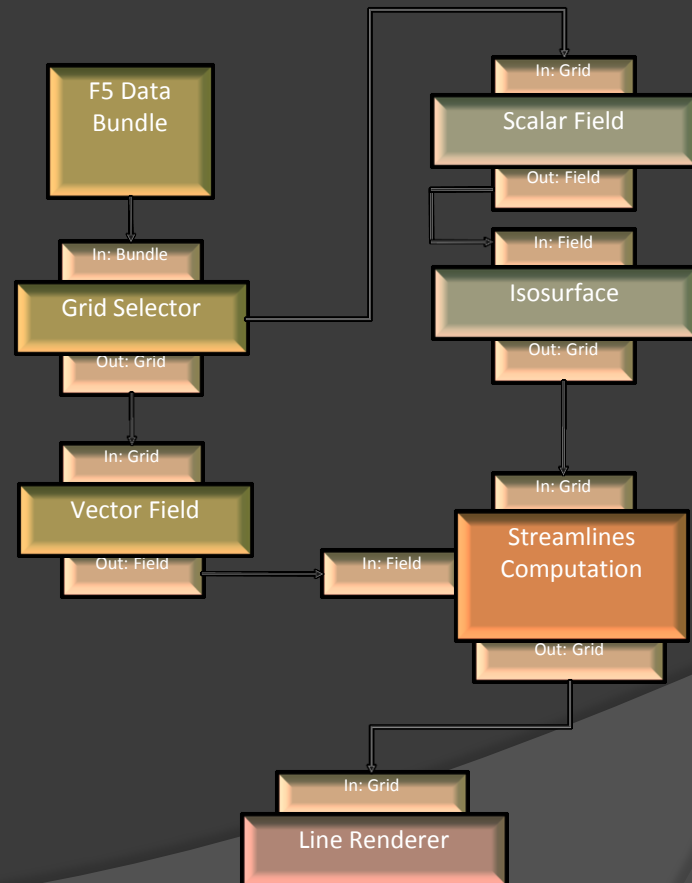 F5 Data
Bundle
In: Bundle
Grid Selector
Out: Grid
In: Grid
Vector Field
Out: Field
In: Grid
Scalar Field
Out: Field
In: Field
Isosurface
Out: Grid
In: Grid
In: Field
Streamlines
Computation
Out: Grid
In: Grid
Line Renderer